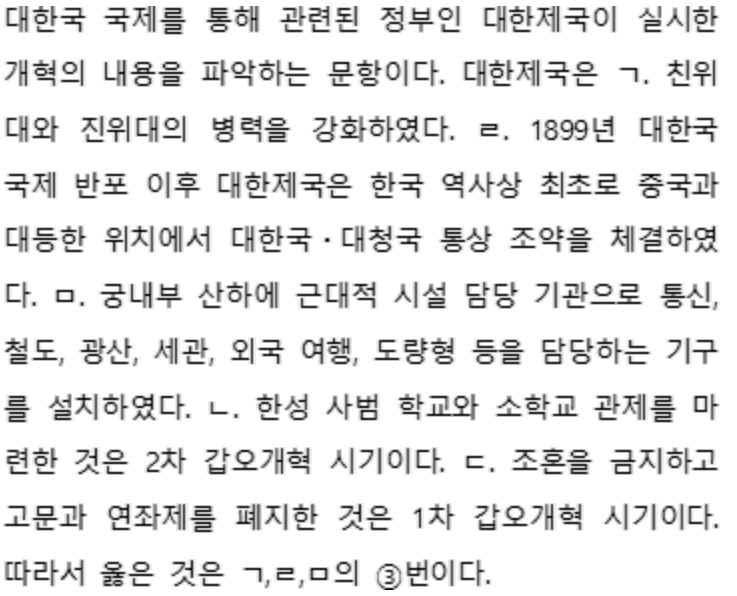 대한국 국제를 통해 관련된 정부인 대한제국이 실시한
개혁의 내용을 파악하는 문항이다. 대한제국은 ㄱ. 친위
대와 진위대의 병력을 강화하였다. ㄹ. 1899년 대한국
국제 반포 이후 대한제국은 한국 역사상 최초로 중국과
대등한 위치에서 대한국·대청국 통상 조약을 체결하였
다. ㅁ. 궁내부 산하에 근대적 시설 담당 기관으로 통신,
철도, 광산, 세관, 외국 여행, 도량형 등을 담당하는 기구
를 설치하였다. ㄴ. 한성 사범 학교와 소학교 관제를 마
련한 것은 2차 갑오개혁 시기이다. ㄷ. 조혼을 금지하고
고문과 연좌제를 폐지한 것은 1차 갑오개혁 시기이다.
따라서 옳은 것은 ㄱ,ㄹ,ㅁ의 ③번이다.